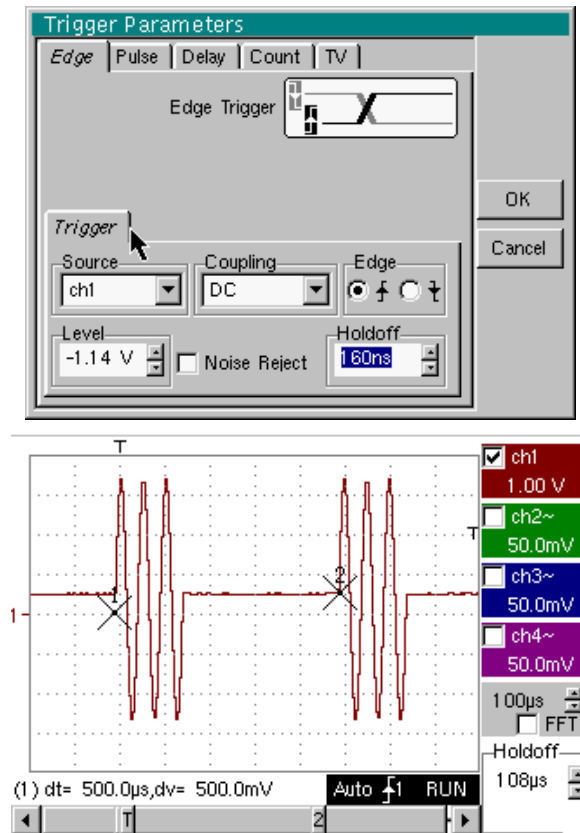 Trigger Parameters
Edge Pulse Delay Count TV
Edge Trigger
OK
Trigger
Cancel
Source Coupling Edge
ch1 DC
Level Holdoff
-1.14 V Noise Reject 160ns
T
ch1
1.00 V
ch2~
50.0mV
T
ch3~
50.0mV
1 2
1-
ch4~
50.0mV
100µs
FFT
Holdoff
108µs
(1) dt= 500.0µs,dv= 500.0mV Auto 1 RUN
T 2